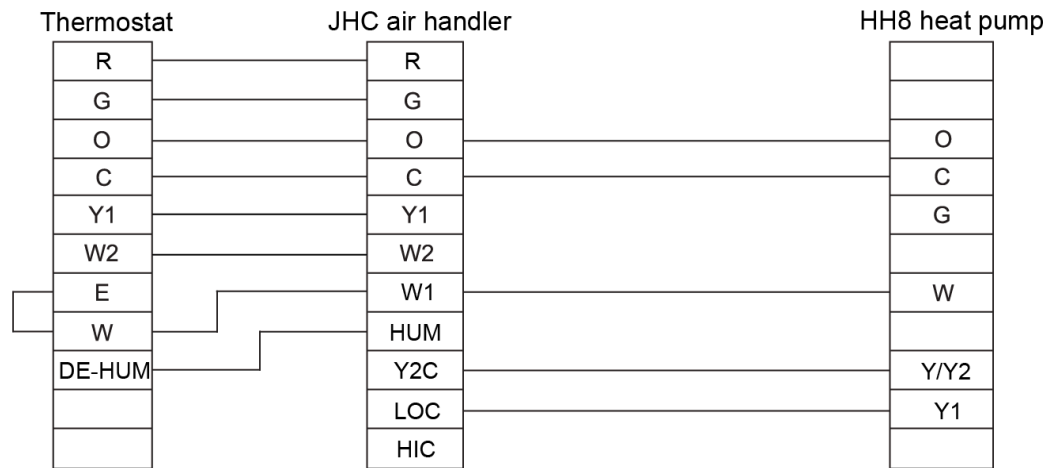 Thermostat JHC air handler HH8 heat pump
R R
G G
O O O
C C C
Y1 Y1 G
W2 W2
E W1 W
W HUM
DE-HUM Y2C Y/Y2
LOC Y1
HIC